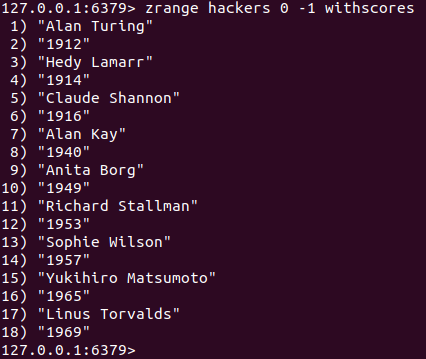 127.0.0.1:6379> zrange hackers 0 -1 withscores
 1) "Alan Turing"
 2) "1912"
 3) "Hedy Lamarr"
 4) "1914"
 5) "Claude Shannon"
 6) "1916"
 7) "Alan Kay"
 8) "1940"
 9) "Anita Borg"
10) "1949"
11) "Richard Stallman"
12) "1953"
13) "Sophie Wilson"
14) "1957"
15) "Yukihiro Matsumoto"
16) "1965"
17) "Linus Torvalds"
18) "1969"
127.0.0.1:6379>